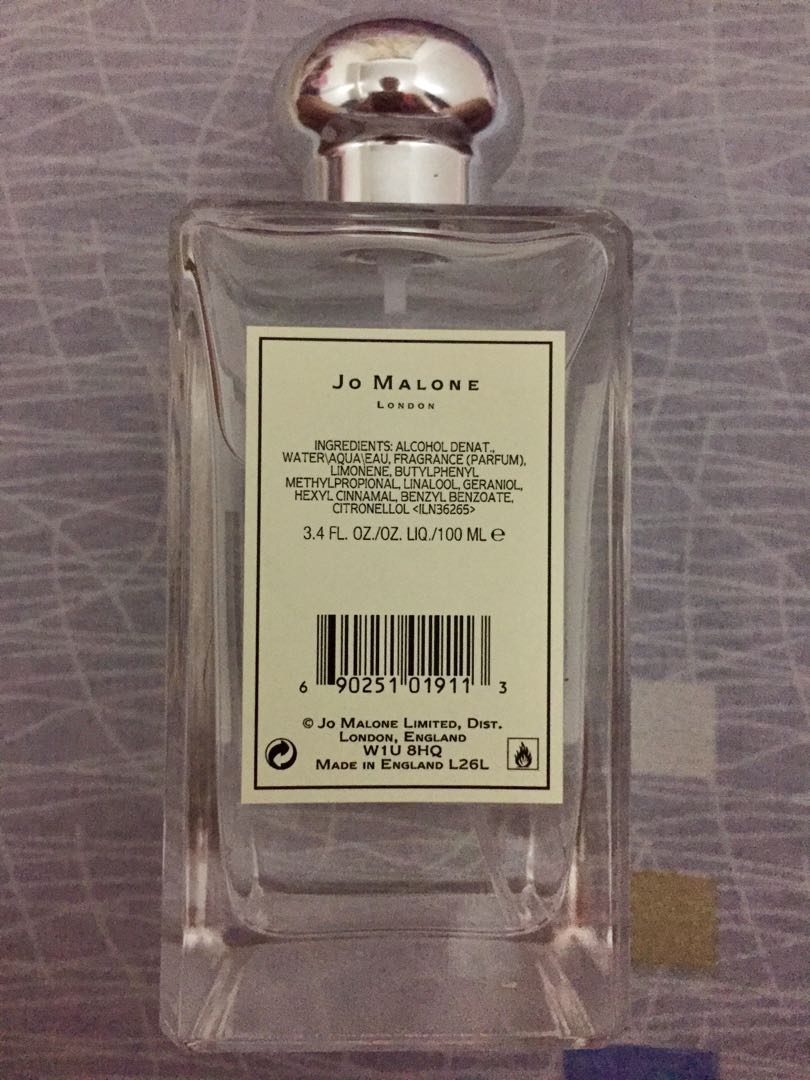 JO MALONE
LONDON
INGREDIENTS: ALCOHOL DENAT.,
WATER\AQUA\EAU, FRAGRANCE (PARFUM),
LIMONENE, BUTYLPHENYL
METHYLPROPIONAL, LINALOOL, GERANIOL,
HEXYL CINNAMAL, BENZYL BENZOATE,
CITRONELLOL <ILN36265>
3.4 FL. OZ./OZ. LIQ./100 ML ℮
6 90251 01911 3
© JO MALONE LIMITED, DIST.
LONDON, ENGLAND
W1U 8HQ
MADE IN ENGLAND L26L